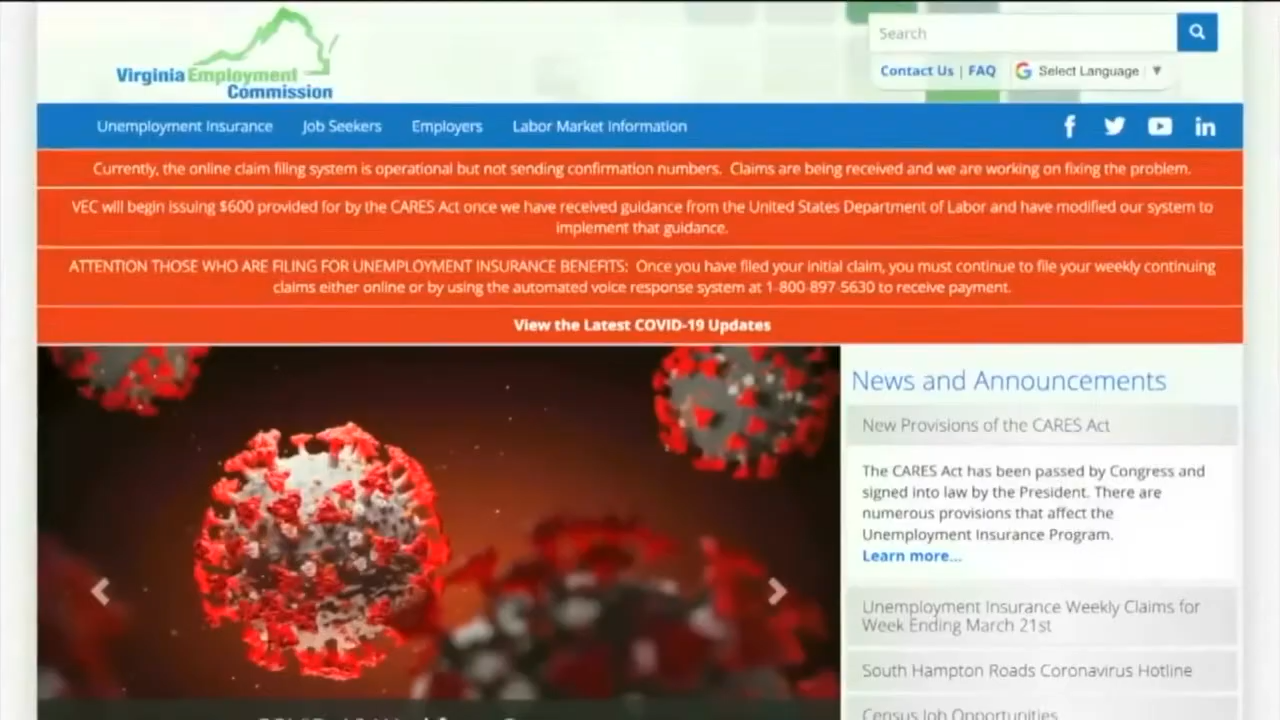 Virginia Employment
Commission
Search
Contact Us | FAQ
Select Language
Unemployment Insurance
Job Seekers
Employers
Labor Market Information
Currently, the online claim filing system is operational but not sending confirmation numbers. Claims are being received and we are working on fixing the problem.
VEC will begin issuing $600 provided for by the CARES Act once we have received guidance from the United States Department of Labor and have modified our system to
implement that guidance.
ATTENTION THOSE WHO ARE FILING FOR UNEMPLOYMENT INSURANCE BENEFITS: Once you have filed your initial claim, you must continue to file your weekly continuing
claims either online or by using the automated voice response system at 1-800-897-5630 to receive payment.
View the Latest COVID-19 Updates
News and Announcements
New Provisions of the CARES Act
The CARES Act has been passed by Congress and
signed into law by the President. There are
numerous provisions that affect the
Unemployment Insurance Program.
Learn more...
Unemployment Insurance Weekly Claims for
Week Ending March 21st
South Hampton Roads Coronavirus Hotline
Census Job Opportunities